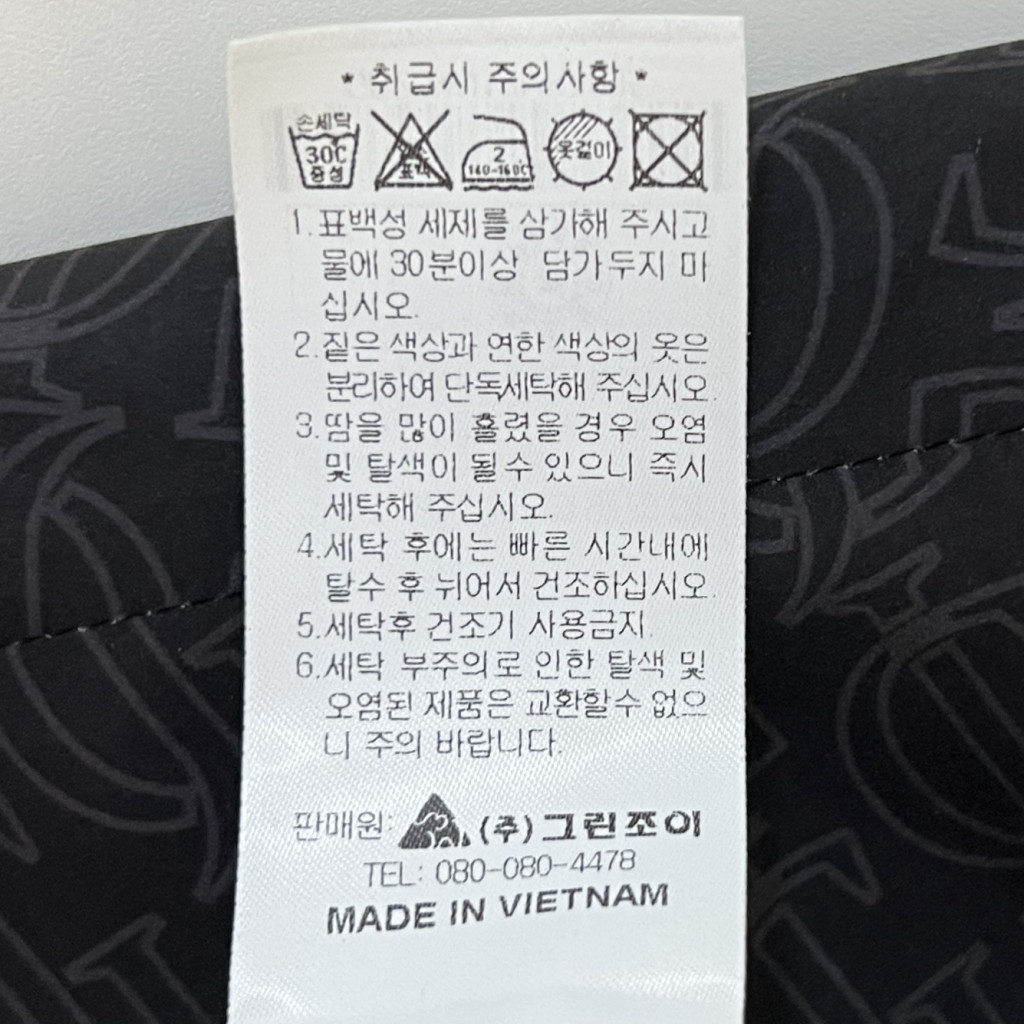 * 취급시 주의사항 *
손세탁 30℃ 중성 표백 2 140~160℃ 옷걸이
1. 표백성 세제를 삼가해 주시고
물에 30분이상 담가두지 마
십시오.
2. 짙은 색상과 연한 색상의 옷은
분리하여 단독세탁해 주십시오.
3. 땀을 많이 흘렸을 경우 오염
및 탈색이 될수 있으니 즉시
세탁해 주십시오.
4. 세탁 후에는 빠른 시간내에
탈수 후 뉘어서 건조하십시오.
5. 세탁후 건조기 사용금지.
6. 세탁 부주의로 인한 탈색 및
오염된 제품은 교환할수 없으
니 주의 바랍니다.
판매원: (주)그린조이
TEL: 080-080-4478
MADE IN VIETNAM